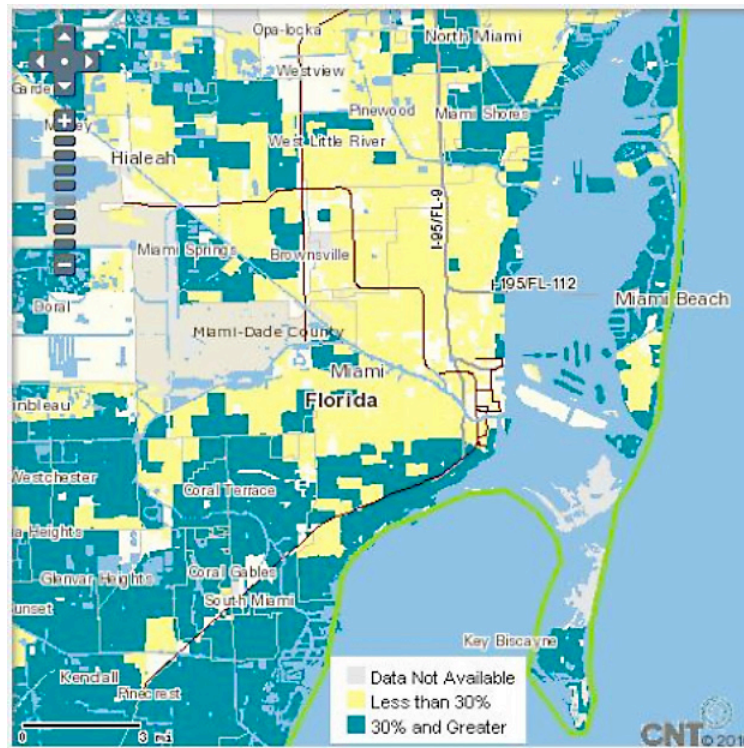 Opa-locka
North Miami
Westview
Pinewood
Miami Shores
West Little River
Hialeah
I-95/FL-9
Miami Springs
Brownsville
I-195/FL-112
Doral
Miami Beach
Miami-Dade County
Miami
Florida
Westchester
Coral Terrace
Heights
Glenvar Heights
Coral Gables
South Miami
Key Biscayne
Kendall
Pinecrest
Data Not Available
Less than 30%
30% and Greater
0 3 mi
CNT